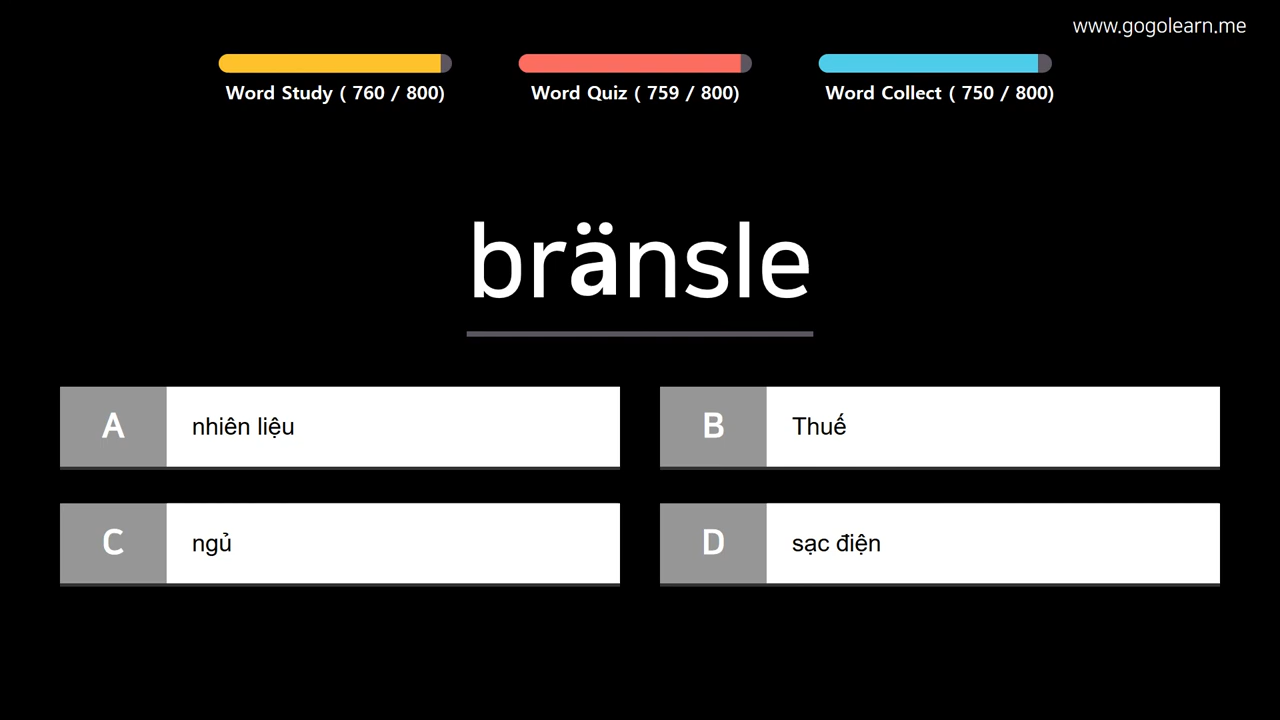 www.gogolearn.me
Word Study ( 760 / 800)
Word Quiz ( 759 / 800)
Word Collect ( 750 / 800)
bränsle
A nhiên liệu
B Thuế
C ngủ
D sạc điện